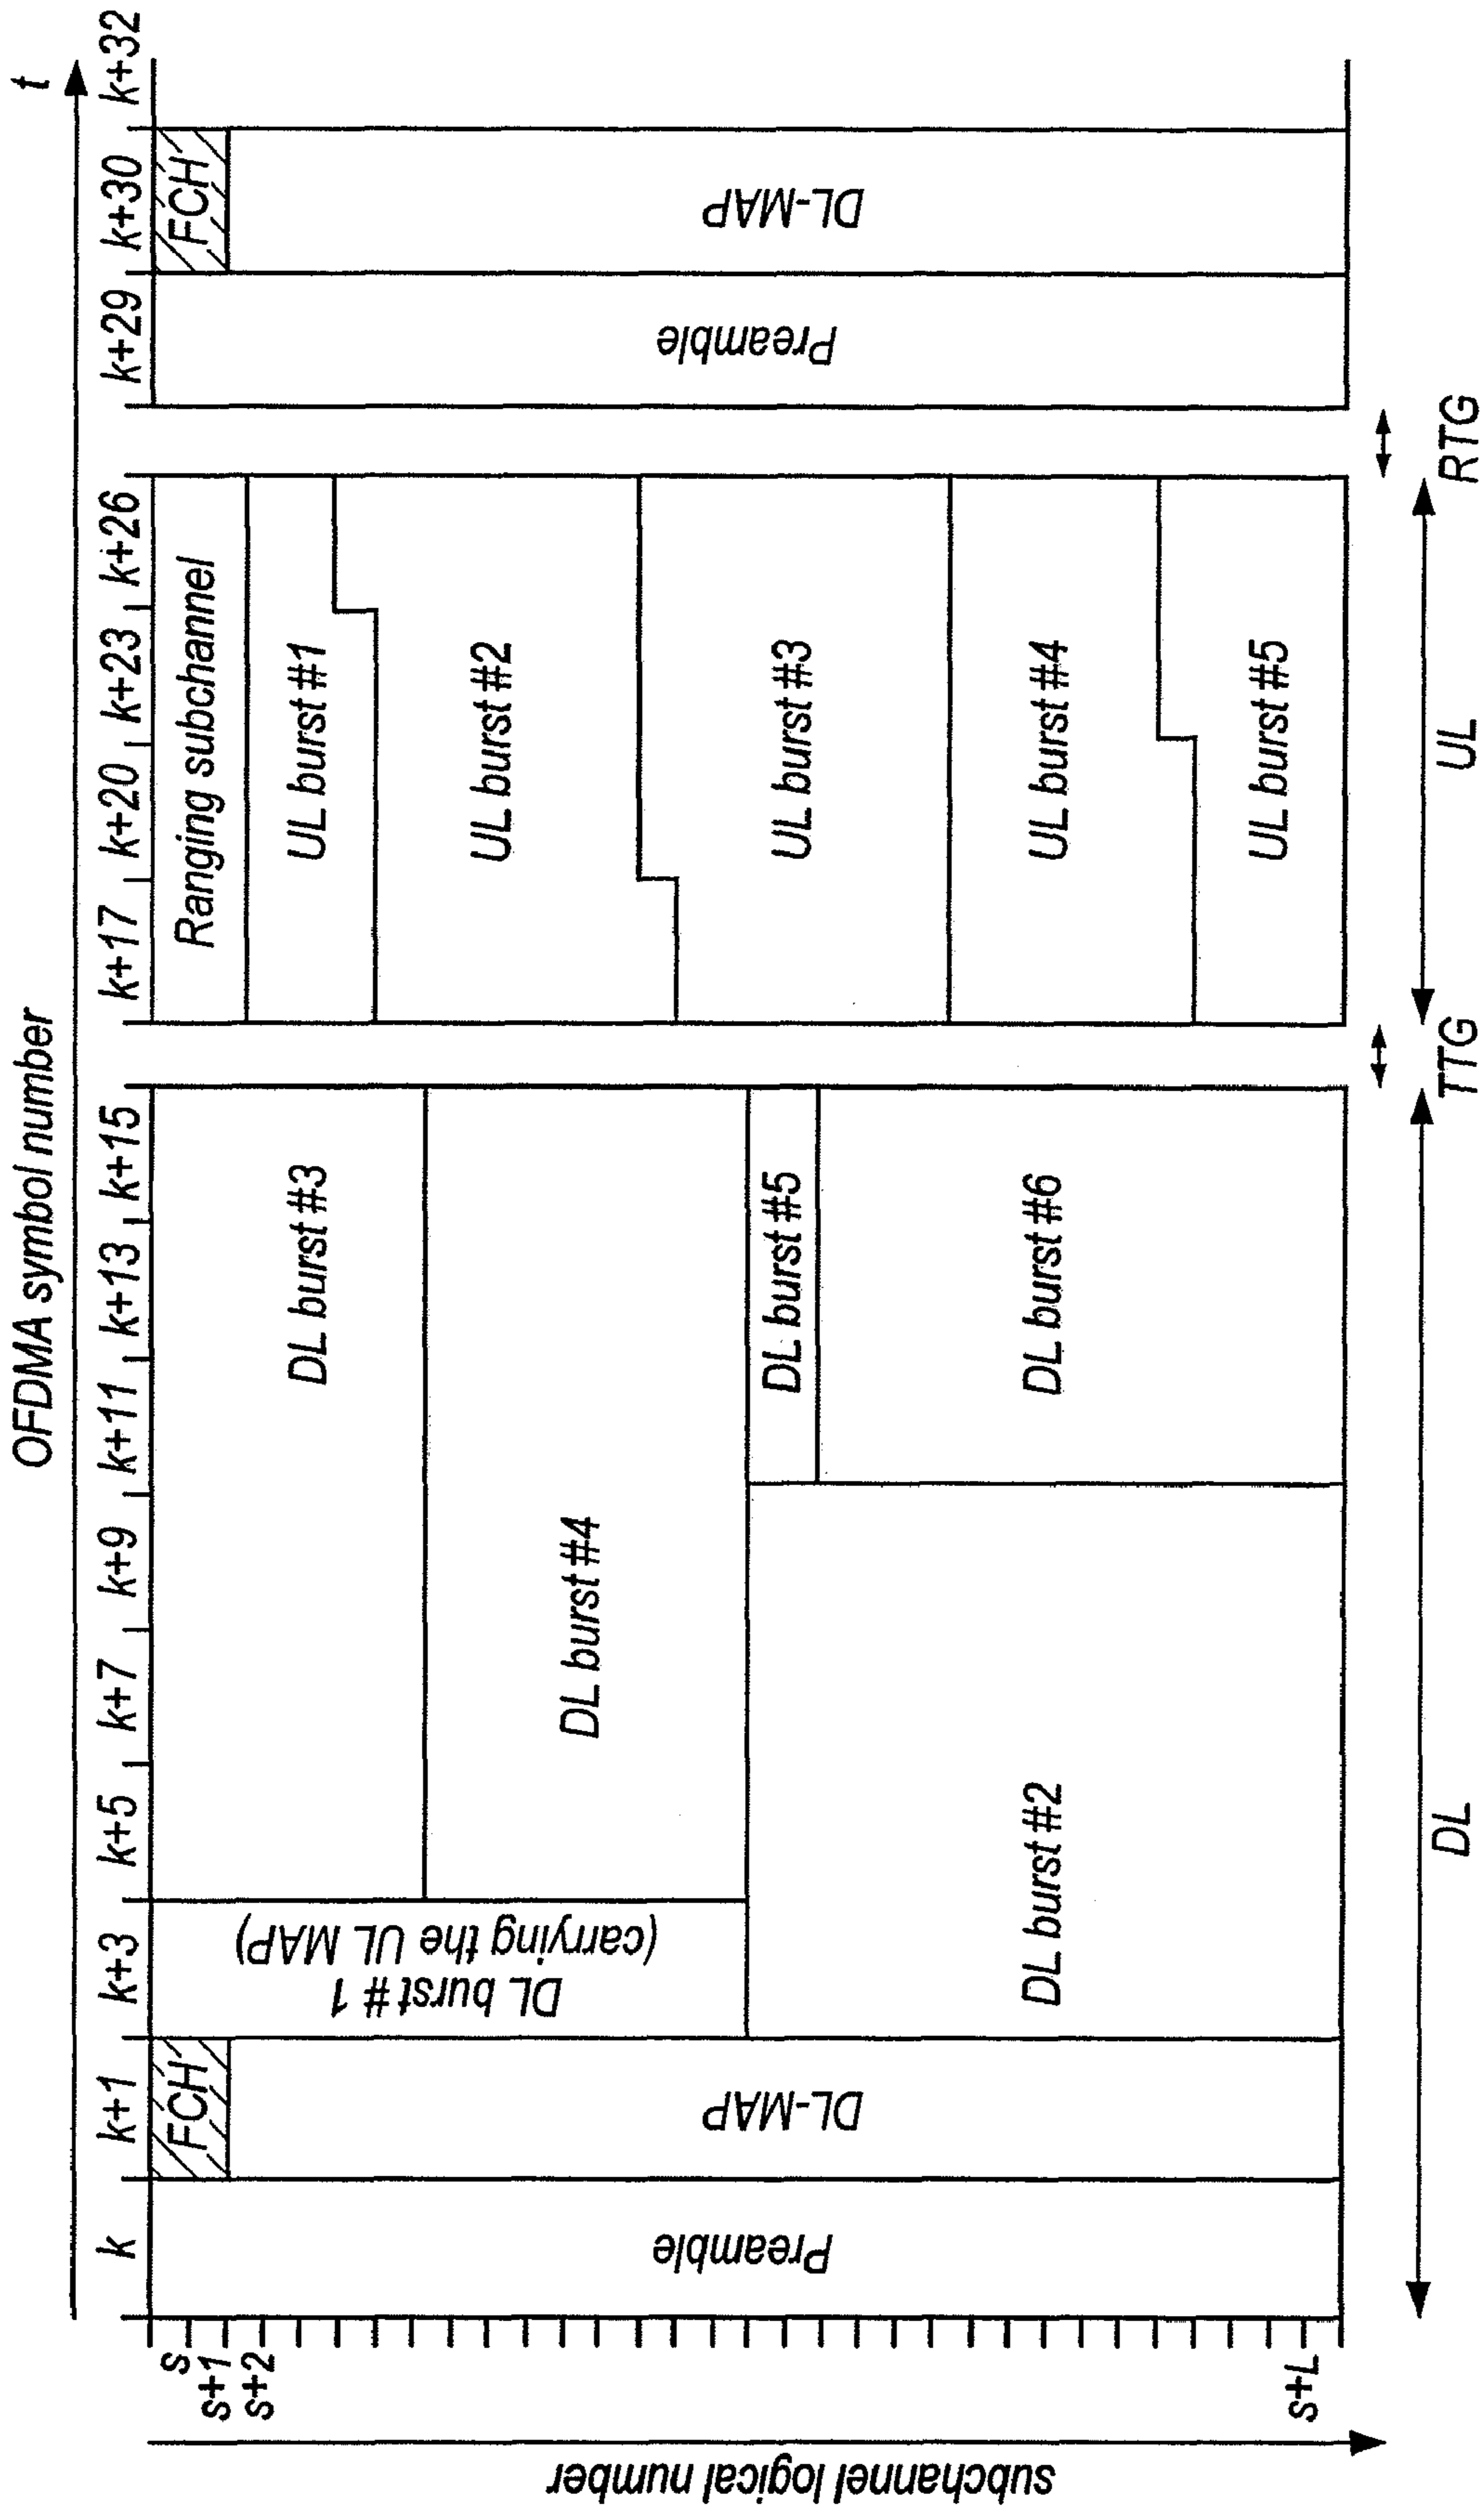 OFDMA symbol number
t
k
k+1
k+3
k+5
k+7
k+9
k+11
k+13
k+15
k+17
k+20
k+23
k+26
k+29
k+30
k+32
subchannel logical number
s
s+1
s+2
s+L
Preamble
FCH
DL-MAP
DL burst # 1
(carrying the UL MAP)
DL burst #2
DL burst #3
DL burst #4
DL burst #5
DL burst #6
Ranging subchannel
UL burst #1
UL burst #2
UL burst #3
UL burst #4
UL burst #5
Preamble
FCH
DL-MAP
DL
TTG
UL
RTG